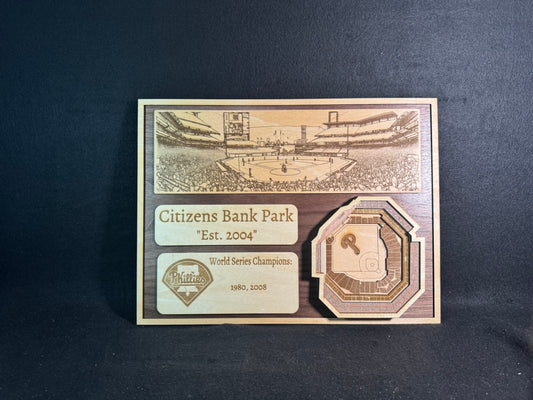 Citizens Bank Park
"Est. 2004"
World Series Champions:
Phillies
1980, 2008
P